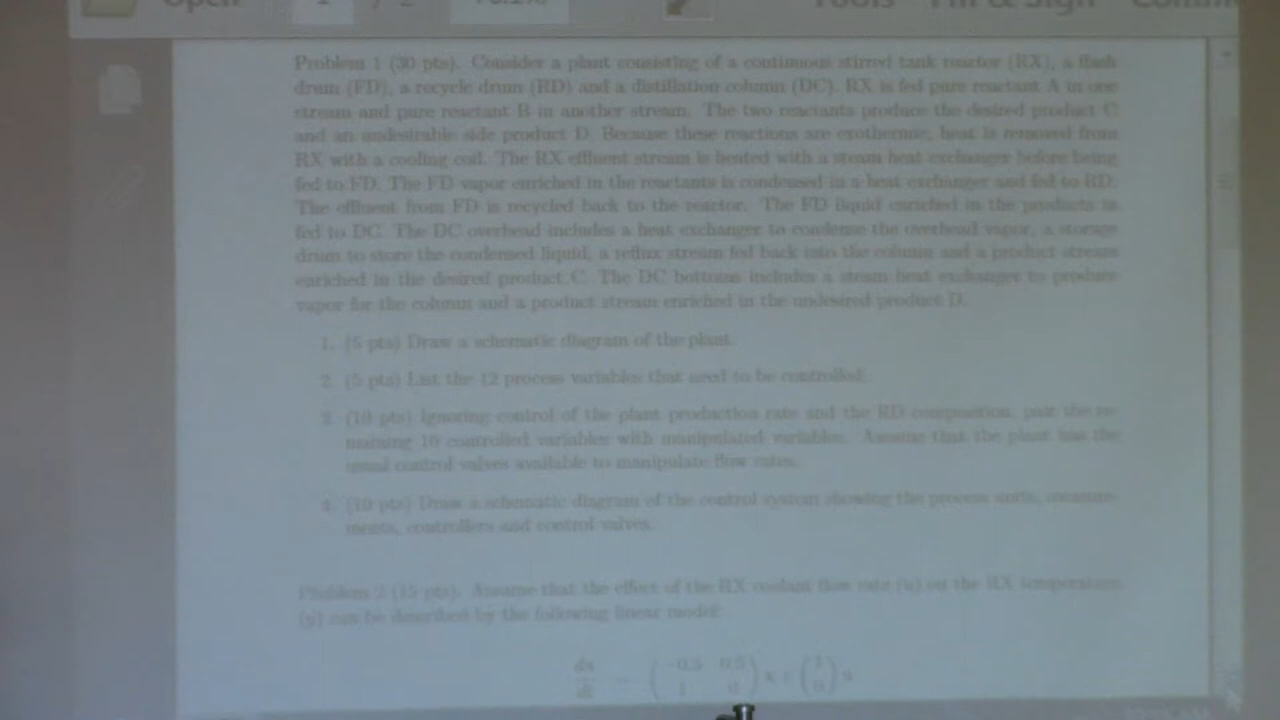 Open
Tools
Problem 1 (30 pts). Consider a plant consisting of a continuous stirred tank reactor (RX), a flash
drum (FD), a recycle drum (RD) and a distillation column (DC). RX is fed pure reactant A in one
stream and pure reactant B in another stream. The two reactants produce the desired product C
and an undesirable side product D. Because these reactions are exothermic, heat is removed from
RX with a cooling coil. The RX effluent stream is heated with a steam heat exchanger before being
fed to FD. The FD vapor enriched in the reactants is condensed in a heat exchanger and fed to RD.
The effluent from FD is recycled back to the reactor. The FD liquid enriched in the products is
fed to DC. The DC overhead includes a heat exchanger to condense the overhead vapor, a storage
drum to store the condensed liquid, a reflux stream fed back into the column and a product stream
enriched in the desired product C. The DC bottoms includes a steam heat exchanger to produce
vapor for the column and a product stream enriched in the undesired product D.
1. (5 pts) Draw a schematic diagram of the plant.
2. (5 pts) List the 12 process variables that need to be controlled.
3. (10 pts) Ignoring control of the plant production rate and the RD composition, pair the re-
maining 10 controlled variables with manipulated variables. Assume that the plant has the
usual control valves available to manipulate flow rates.
4. (10 pts) Draw a schematic diagram of the control system showing the process units, measure-
ments, controllers and control valves.
Problem 2 (15 pts). Assume that the effect of the RX coolant flow rate (u) on the RX temperature
(y) can be described by the following linear model: